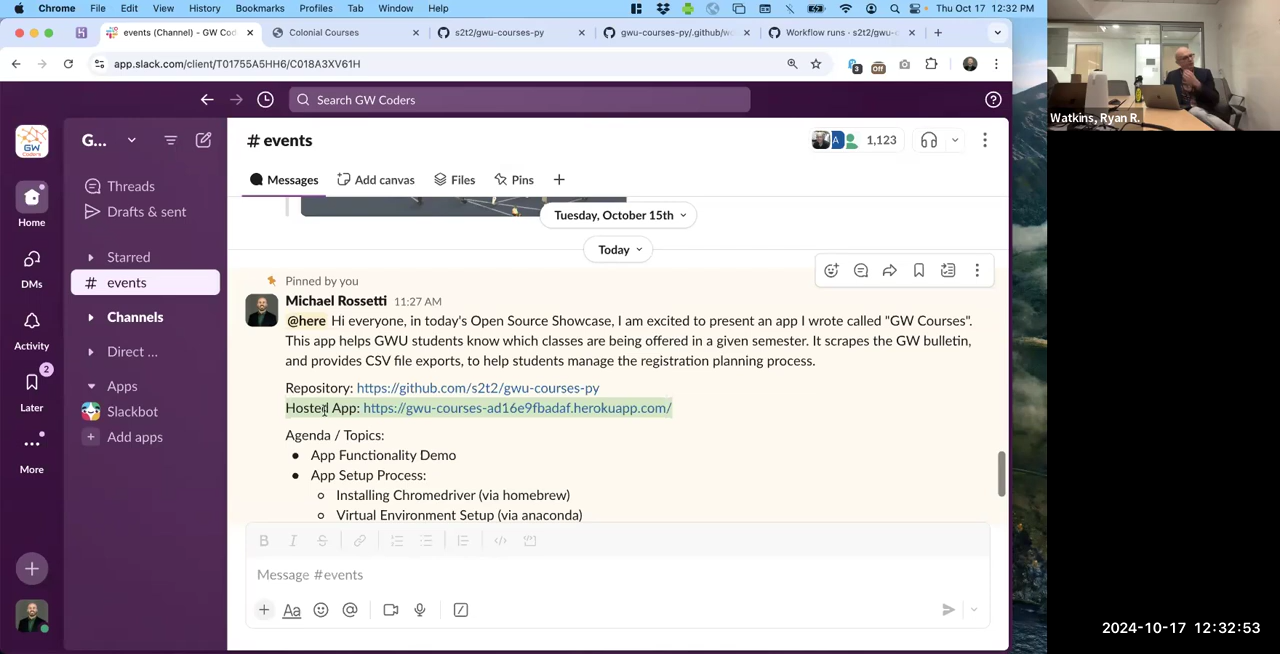 Chrome File Edit View History Bookmarks Profiles Tab Window Help Thu Oct 17 12:32 PM
events (Channel) - GW Cod
Colonial Courses
s2t2/gwu-courses-py
gwu-courses-py/.github/wo
Workflow runs · s2t2/gwu-c
app.slack.com/client/T01755A5HH6/C018A3XV61H
3
Off
Search GW Coders
GW
Coders
G...
# events
1,123
Messages
Add canvas
Files
Pins
Home
DMs
Activity
2
Later
More
Threads
Drafts & sent
Starred
# events
Channels
Direct ...
Apps
Slackbot
Add apps
Tuesday, October 15th
Today
Pinned by you
Michael Rossetti 11:27 AM
@here Hi everyone, in today's Open Source Showcase, I am excited to present an app I wrote called "GW Courses".
This app helps GWU students know which classes are being offered in a given semester. It scrapes the GW bulletin,
and provides CSV file exports, to help students manage the registration planning process.
Repository: https://github.com/s2t2/gwu-courses-py
Hosted App: https://gwu-courses-ad16e9fbadaf.herokuapp.com/
Agenda / Topics:
App Functionality Demo
App Setup Process:
Installing Chromedriver (via homebrew)
Virtual Environment Setup (via anaconda)
Message #events
Aa
Watkins, Ryan R.
2024-10-17 12:32:53